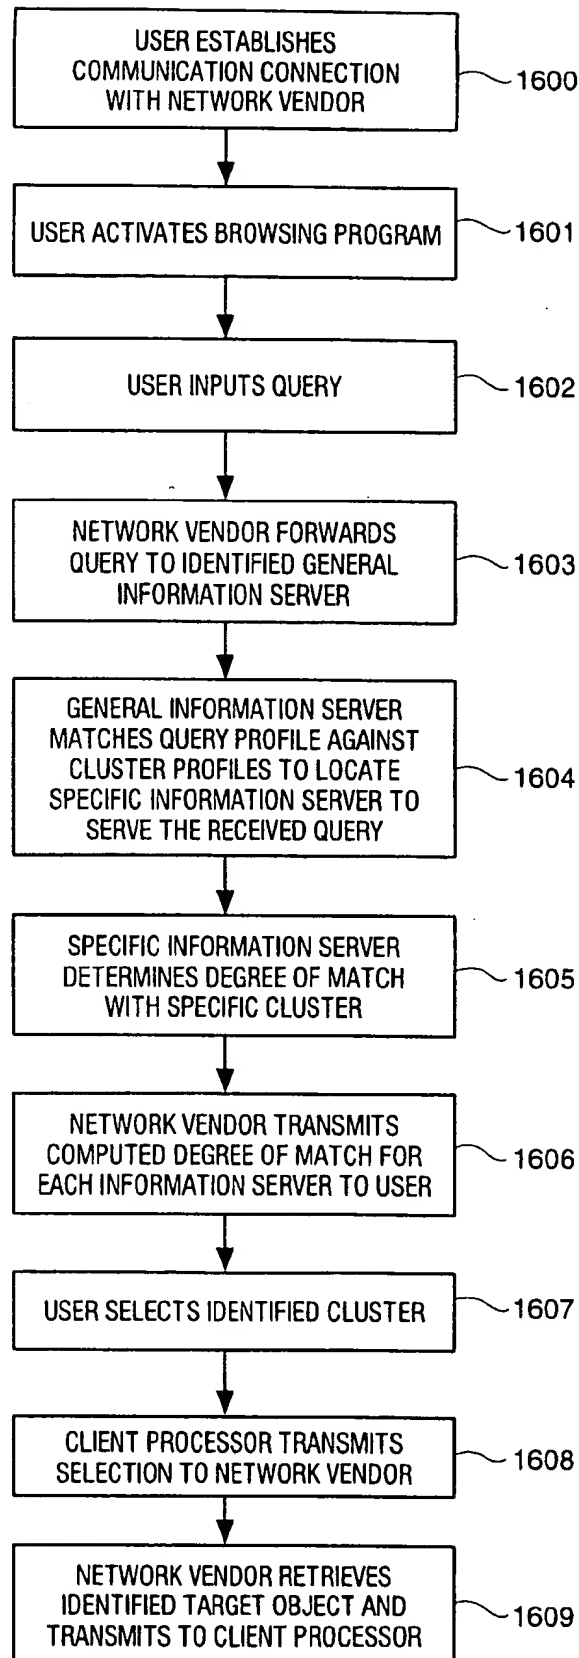 USER ESTABLISHES
COMMUNICATION CONNECTION
WITH NETWORK VENDOR
1600
USER ACTIVATES BROWSING PROGRAM
1601
USER INPUTS QUERY
1602
NETWORK VENDOR FORWARDS
QUERY TO IDENTIFIED GENERAL
INFORMATION SERVER
1603
GENERAL INFORMATION SERVER
MATCHES QUERY PROFILE AGAINST
CLUSTER PROFILES TO LOCATE
SPECIFIC INFORMATION SERVER TO
SERVE THE RECEIVED QUERY
1604
SPECIFIC INFORMATION SERVER
DETERMINES DEGREE OF MATCH
WITH SPECIFIC CLUSTER
1605
NETWORK VENDOR TRANSMITS
COMPUTED DEGREE OF MATCH FOR
EACH INFORMATION SERVER TO USER
1606
USER SELECTS IDENTIFIED CLUSTER
1607
CLIENT PROCESSOR TRANSMITS
SELECTION TO NETWORK VENDOR
1608
NETWORK VENDOR RETRIEVES
IDENTIFIED TARGET OBJECT AND
TRANSMITS TO CLIENT PROCESSOR
1609